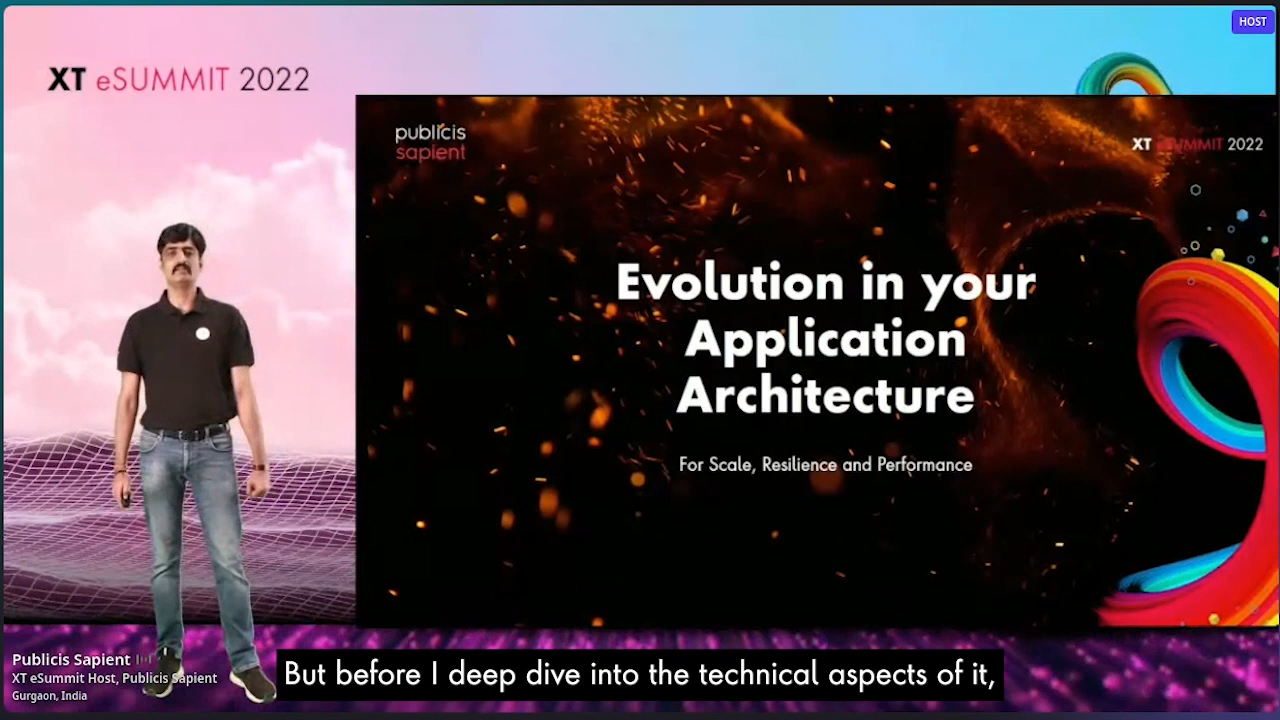 HOST
XT eSUMMIT 2022
publicis
sapient
XT eSUMMIT 2022
Evolution in your
Application
Architecture
For Scale, Resilience and Performance
Publicis Sapient
XT eSummit Host, Publicis Sapient
Gurgaon, India
But before I deep dive into the technical aspects of it,